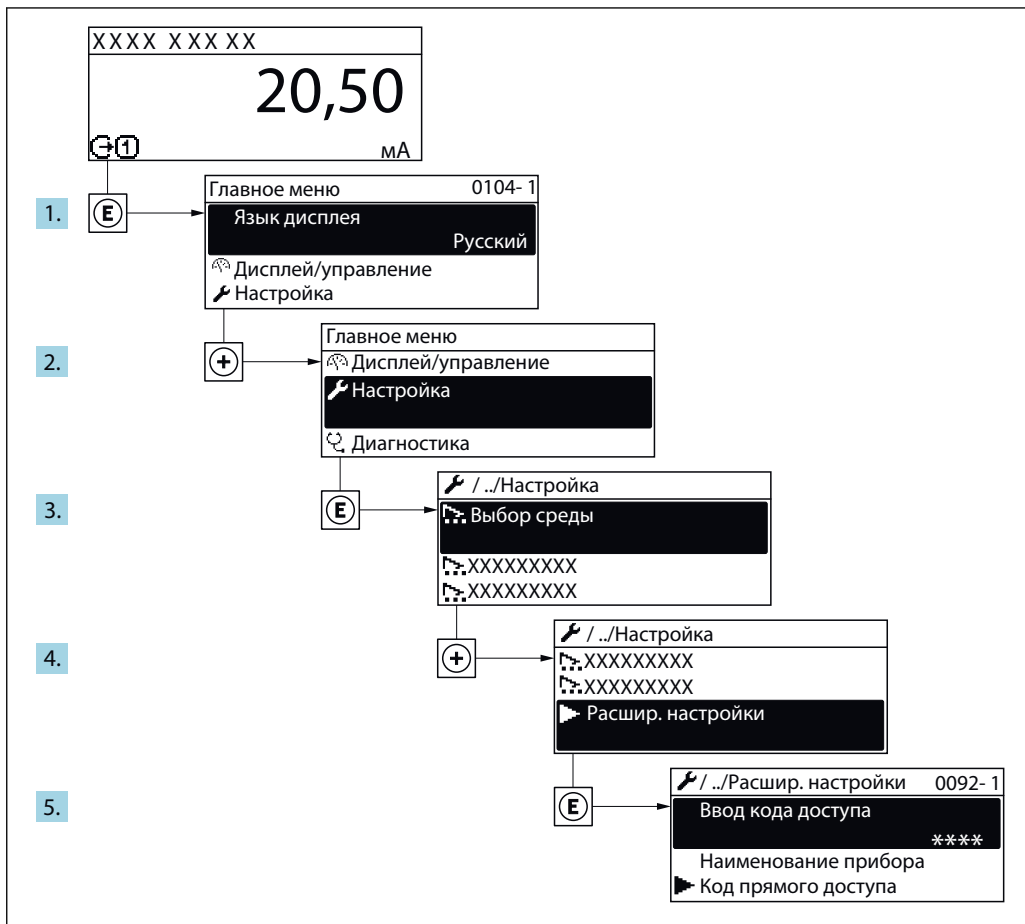 XXXX XXX XX
20,50
мА
1.
E
Главное меню 0104-1
Язык дисплея
Русский
Дисплей/управление
Настройка
2.
+
Главное меню
Дисплей/управление
Настройка
Диагностика
3.
E
/ ../Настройка
Выбор среды
XXXXXXXXX
XXXXXXXXX
4.
+
/ ../Настройка
XXXXXXXXX
XXXXXXXXX
Расшир. настройки
5.
E
/ ../Расшир. настройки 0092-1
Ввод кода доступа
****
Наименование прибора
Код прямого доступа